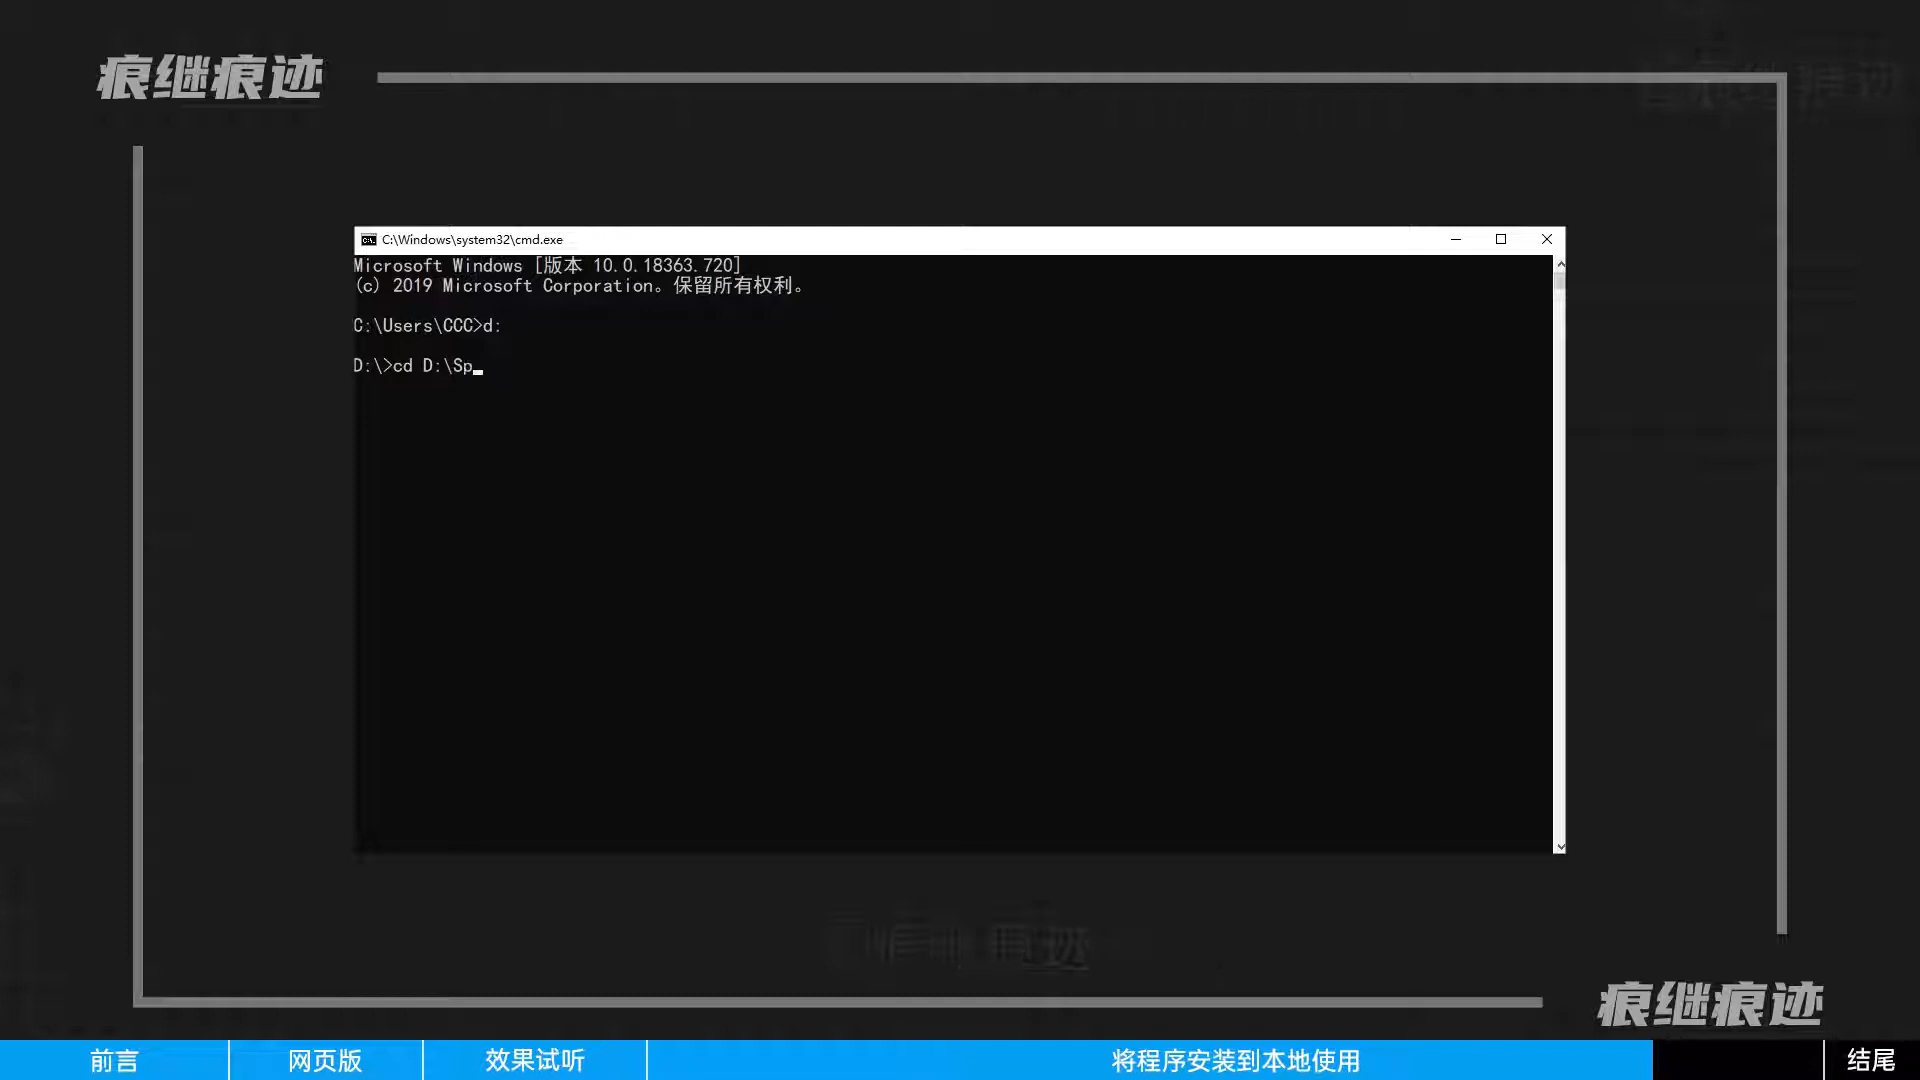 痕继痕迹
C:\Windows\system32\cmd.exe
Microsoft Windows [版本 10.0.18363.720]
(c) 2019 Microsoft Corporation。保留所有权利。
C:\Users\CCC>d:
D:\>cd D:\Sp
痕继痕迹
前言
网页版
效果试听
将程序安装到本地使用
结尾